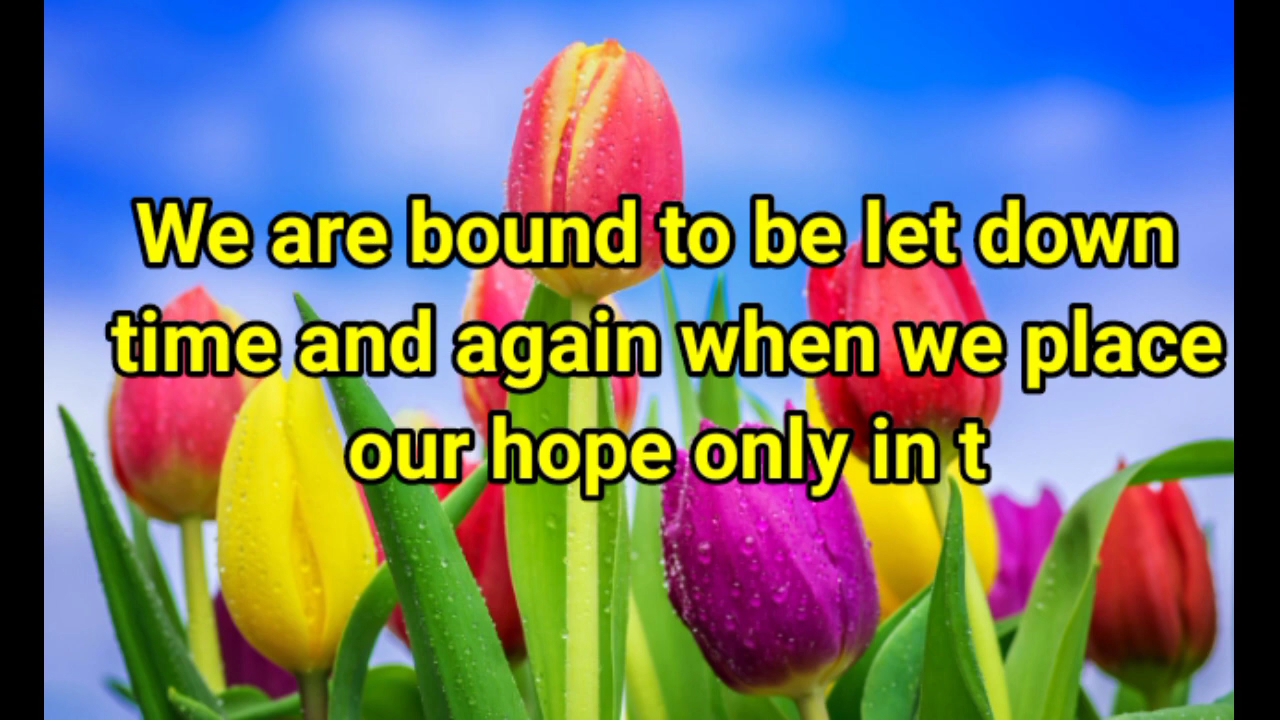 We are bound to be let down
time and again when we place
our hope only in t